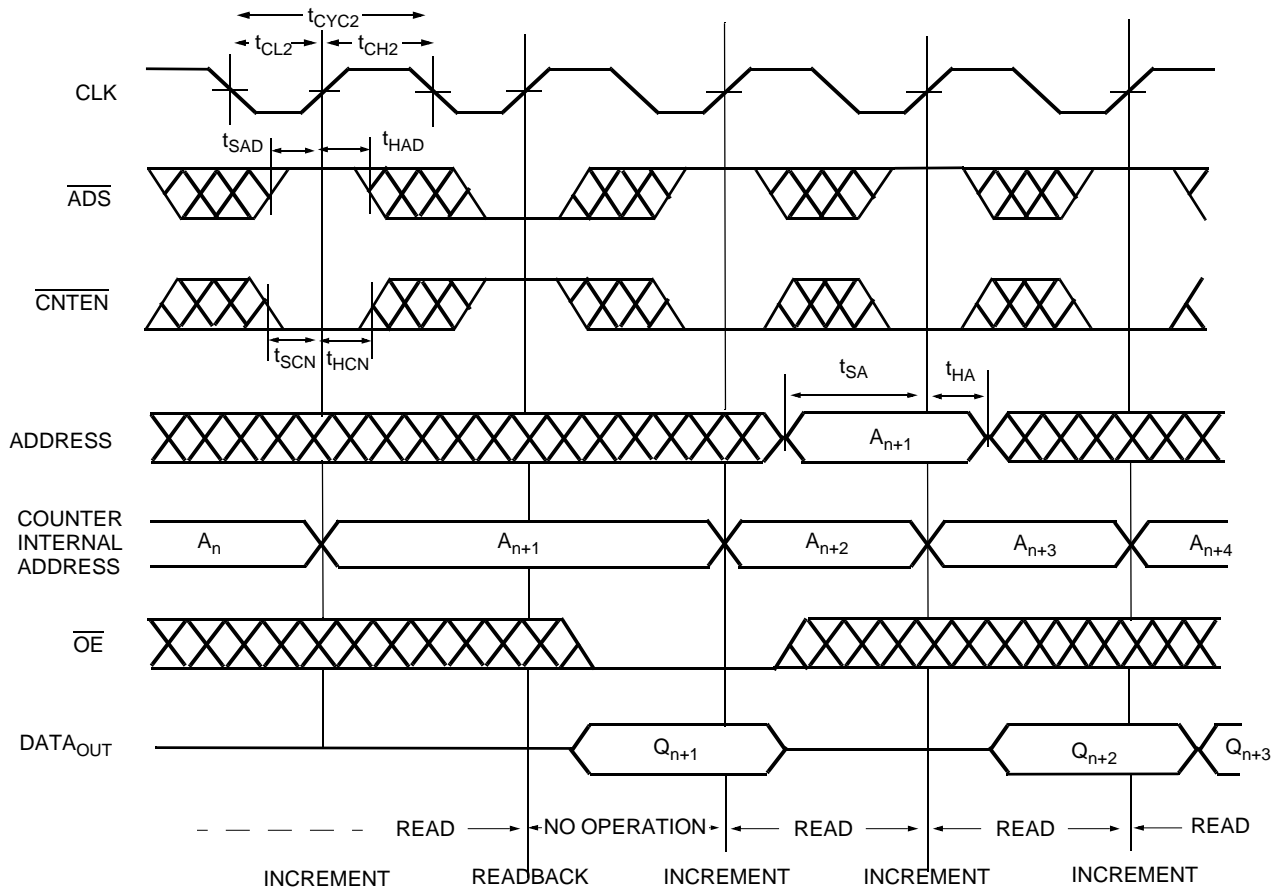 tCYC2
tCL2 tCH2
CLK
tSAD tHAD
ADS
CNTEN
tSCN tHCN
tSA tHA
ADDRESS An+1
COUNTER
INTERNAL
ADDRESS
An An+1 An+2 An+3 An+4
OE
DATAOUT Qn+1 Qn+2 Qn+3
READ NO OPERATION READ READ READ
INCREMENT READBACK INCREMENT INCREMENT INCREMENT